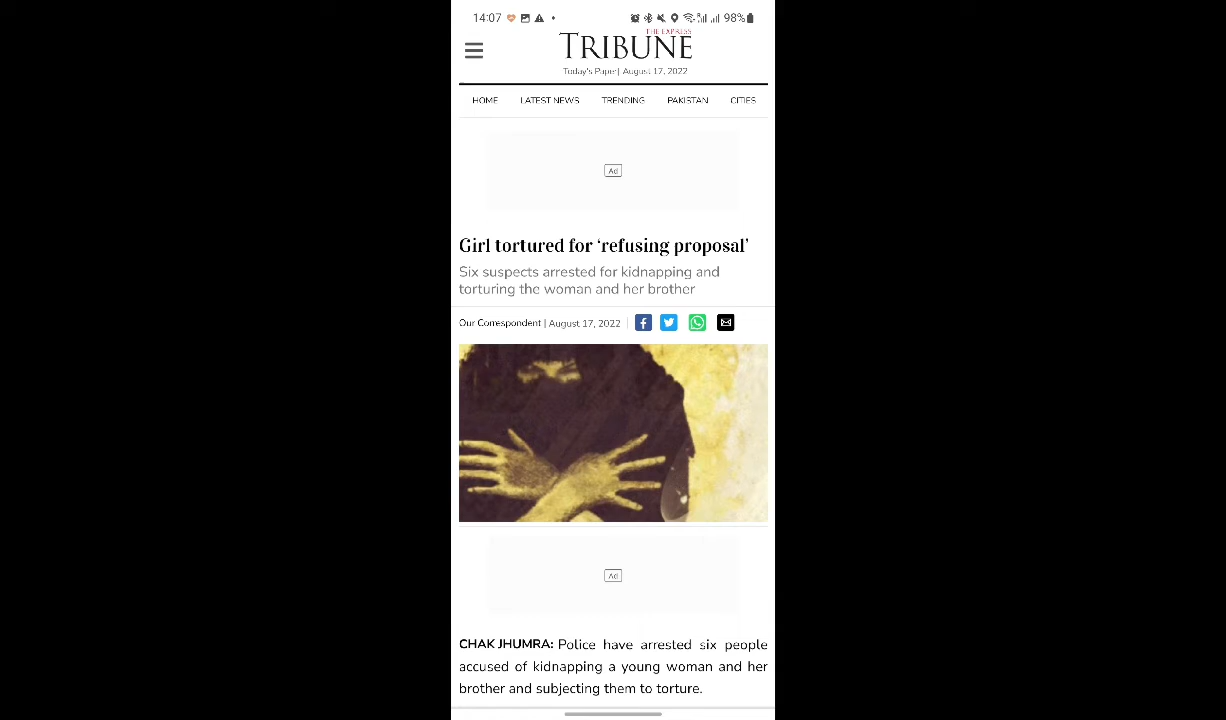 14:07 98%
THE EXPRESS
TRIBUNE
Today's Paper| August 17, 2022
HOME LATEST NEWS TRENDING PAKISTAN CITIES
Ad
Girl tortured for ‘refusing proposal’
Six suspects arrested for kidnapping and
torturing the woman and her brother
Our Correspondent | August 17, 2022
Ad
CHAK JHUMRA: Police have arrested six people
accused of kidnapping a young woman and her
brother and subjecting them to torture.